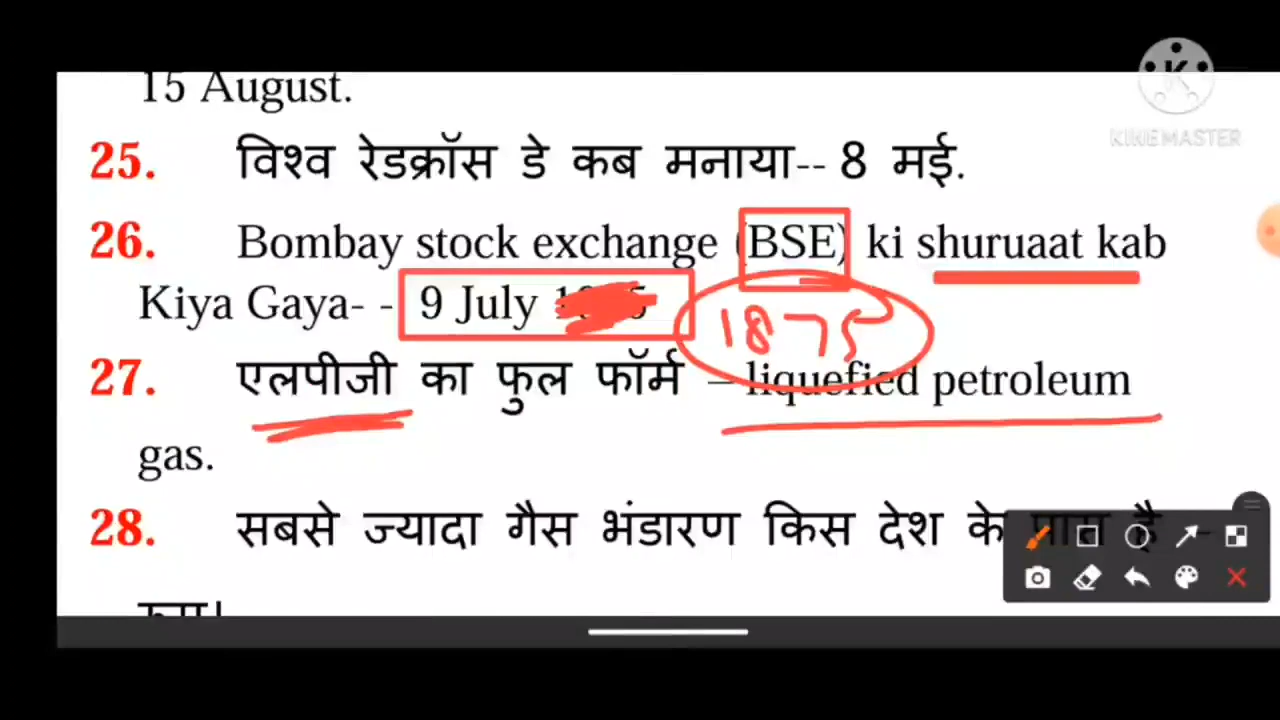 15 August.
KINEMASTER
25. विश्व रेडक्रॉस डे कब मनाया-- 8 मई.
26. Bombay stock exchange (BSE) ki shuruaat kab
Kiya Gaya- - 9 July
1875
27. एलपीजी का फुल फॉर्म – liquefied petroleum
gas.
28. सबसे ज्यादा गैस भंडारण किस देश के पास है -